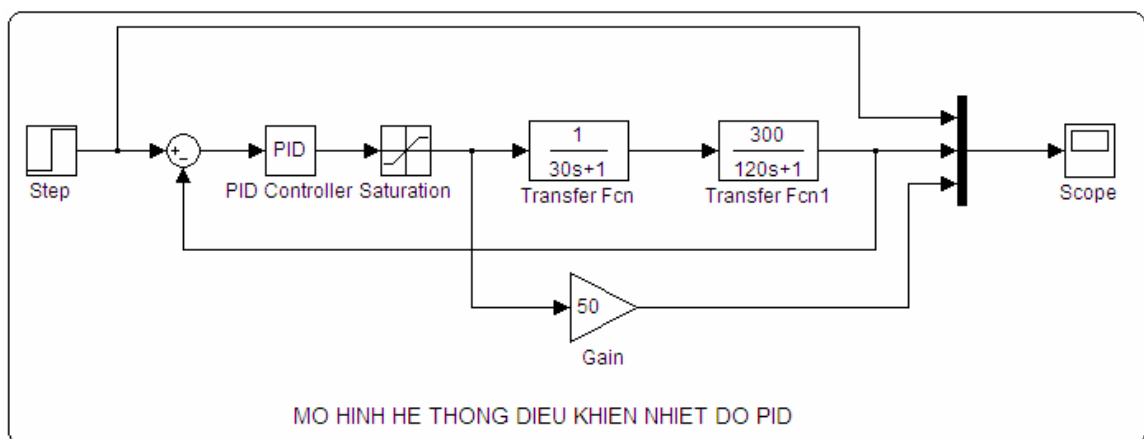 1
300
PID
30s+1
120s+1
Step
PID Controller
Saturation
Transfer Fcn
Transfer Fcn1
Scope
50
Gain
MO HINH HE THONG DIEU KHIEN NHIET DO PID